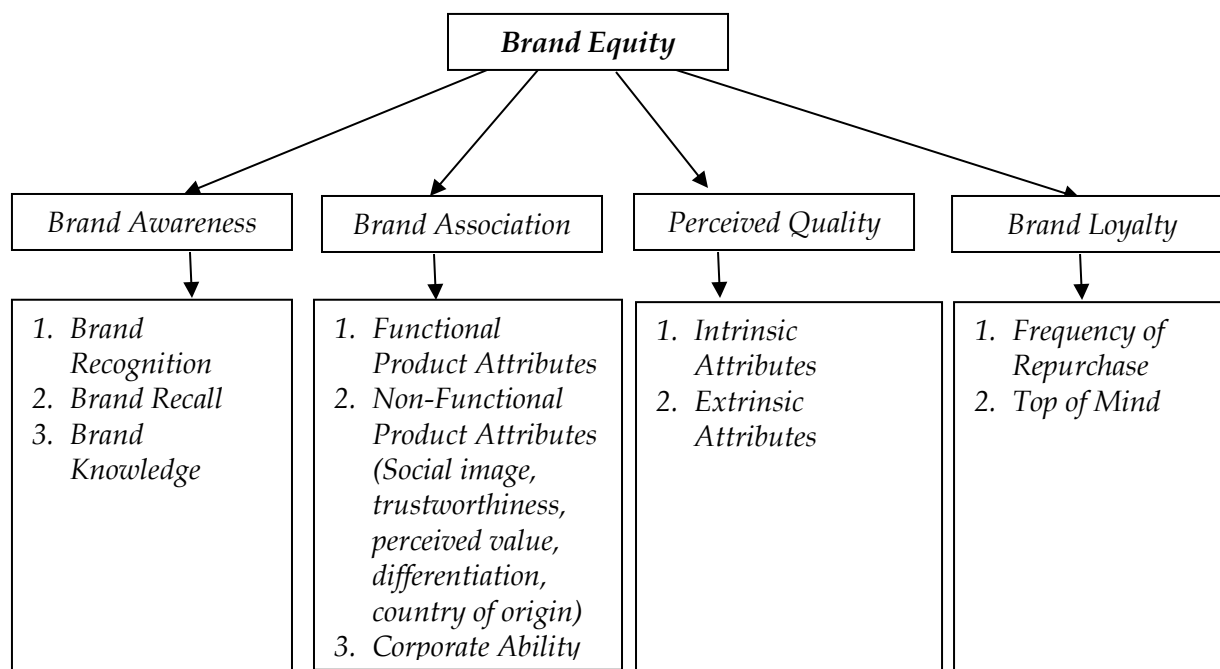 Brand Equity
Brand Awareness
Brand Association
Perceived Quality
Brand Loyalty
1. Brand
Recognition
2. Brand Recall
3. Brand
Knowledge
1. Functional
Product Attributes
2. Non-Functional
Product Attributes
(Social image,
trustworthiness,
perceived value,
differentiation,
country of origin)
3. Corporate Ability
1. Intrinsic
Attributes
2. Extrinsic
Attributes
1. Frequency of
Repurchase
2. Top of Mind